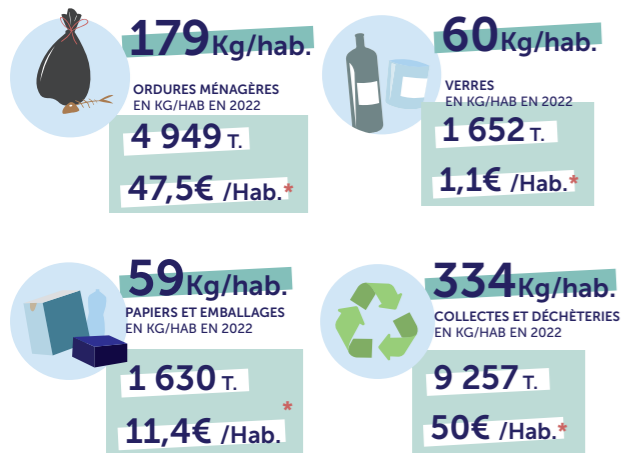 179Kg/hab.
ORDURES MÉNAGÈRES
EN KG/HAB EN 2022
4 949 T.
47,5€ /Hab.*
60Kg/hab.
VERRES
EN KG/HAB EN 2022
1 652 T.
1,1€ /Hab.*
59Kg/hab.
PAPIERS ET EMBALLAGES
EN KG/HAB EN 2022
1 630 T.
*
11,4€ /Hab.
334Kg/hab.
COLLECTES ET DÉCHÈTERIES
EN KG/HAB EN 2022
9 257 T.
50€ /Hab.*